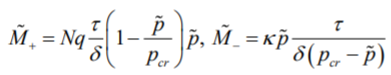 M̃₊ = Nq τ/δ (1 − p̃/p_cr) p̃, M̃₋ = κp̃ τ/δ(p_cr − p̃)